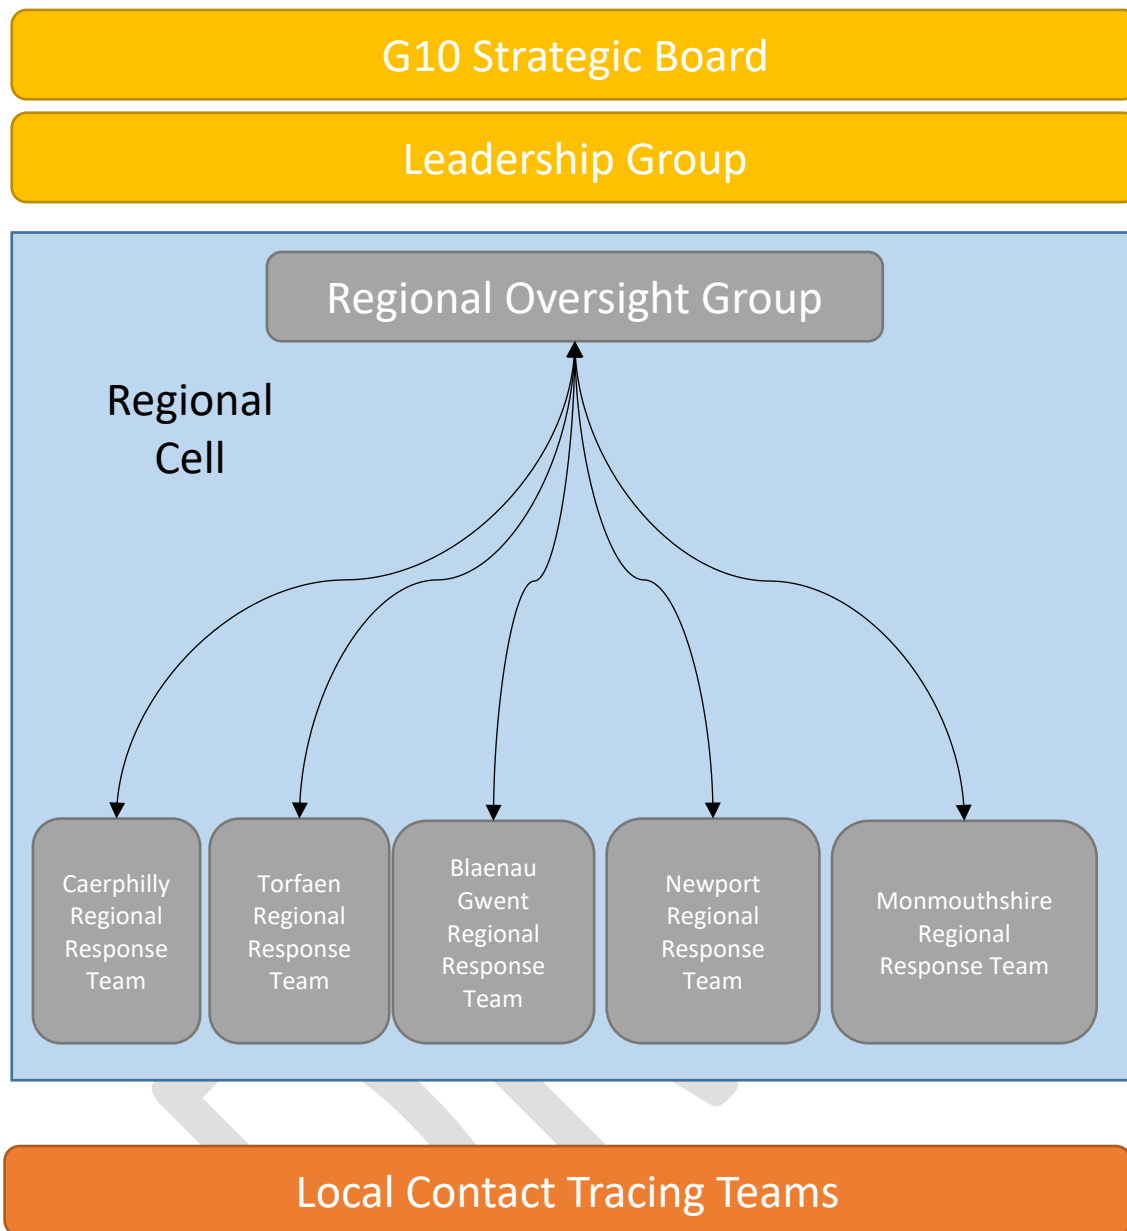 G10 Strategic Board
Leadership Group
Regional Oversight Group
Regional
Cell
Caerphilly
Regional
Response
Team
Torfaen
Regional
Response
Team
Blaenau
Gwent
Regional
Response
Team
Newport
Regional
Response
Team
Monmouthshire
Regional
Response Team
Local Contact Tracing Teams